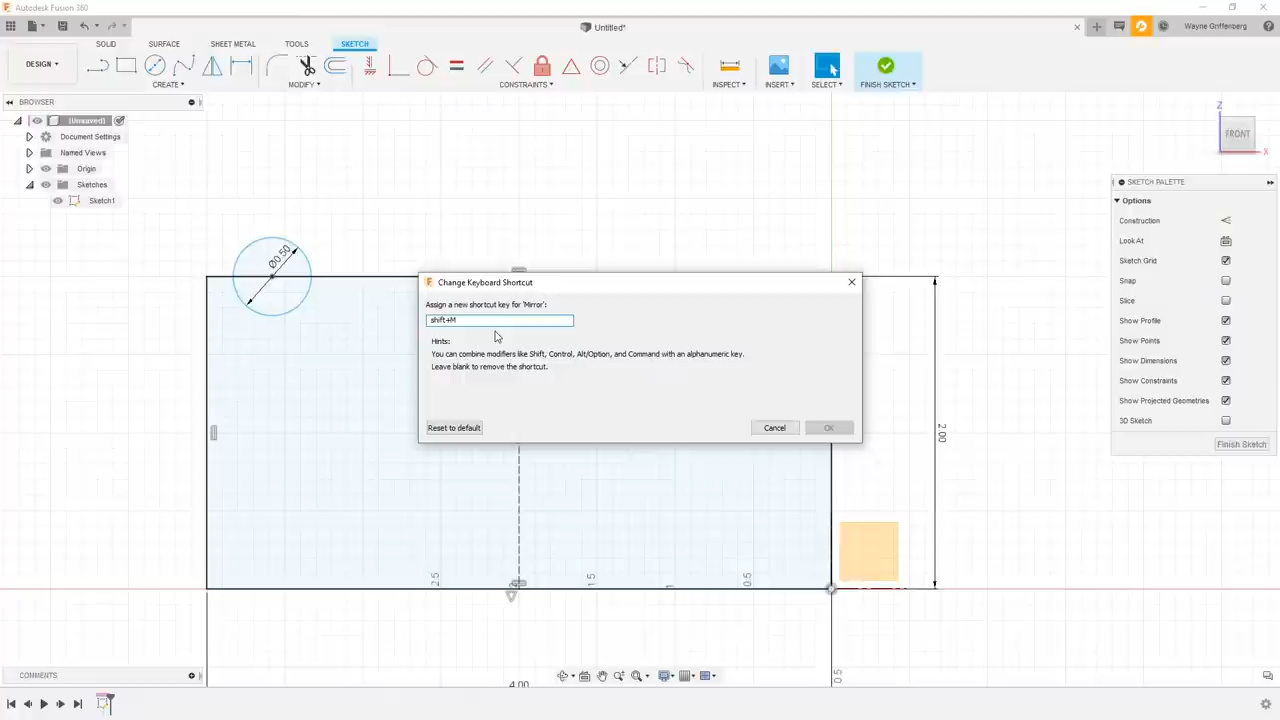 Autodesk Fusion 360
Untitled*
Wayne Griffenberg
DESIGN
SOLID
SURFACE
SHEET METAL
TOOLS
SKETCH
CREATE
MODIFY
CONSTRAINTS
INSPECT
INSERT
SELECT
FINISH SKETCH
BROWSER
(Unsaved)
Document Settings
Named Views
Origin
Sketches
Sketch1
Z
FRONT
X
SKETCH PALETTE
Options
Construction
Look At
Sketch Grid
Snap
Slice
Show Profile
Show Points
Show Dimensions
Show Constraints
Show Projected Geometries
3D Sketch
Finish Sketch
Ø0.50
Change Keyboard Shortcut
Assign a new shortcut key for 'Mirror':
shift+M
Hints:
You can combine modifiers like Shift, Control, Alt/Option, and Command with an alphanumeric key.
Leave blank to remove the shortcut.
Reset to default
Cancel
OK
2.00
2.5
1.5
1
0.5
0.5
4.00
COMMENTS